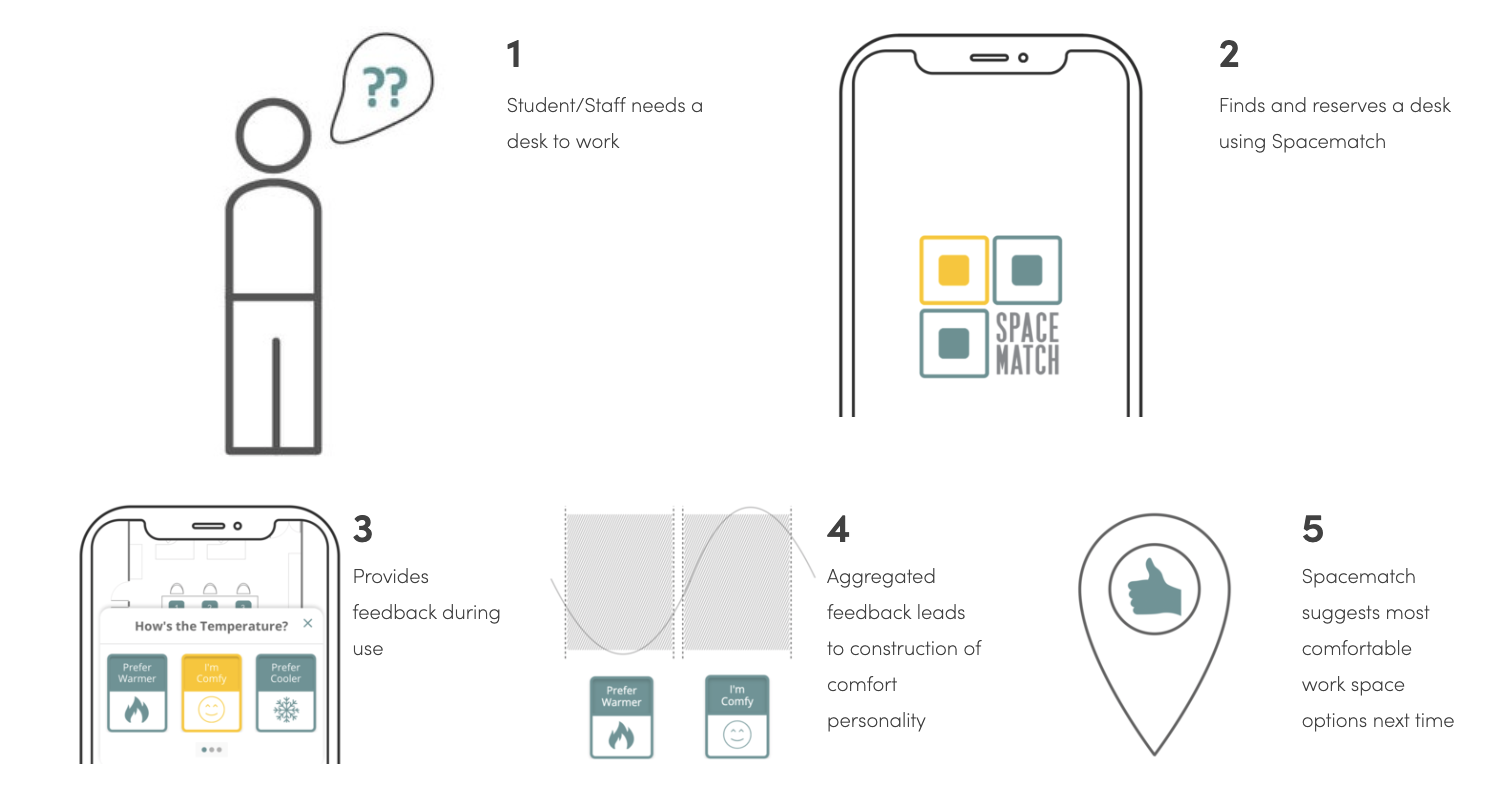 ??
1
Student/Staff needs a
desk to work
2
Finds and reserves a desk
using Spacematch
SPACE
MATCH
3
Provides
feedback during
use
How's the Temperature? ×
Prefer
Warmer
I'm
Comfy
Prefer
Cooler
4
Aggregated
feedback leads
to construction of
comfort
personality
Prefer
Warmer
I'm
Comfy
5
Spacematch
suggests most
comfortable
work space
options next time